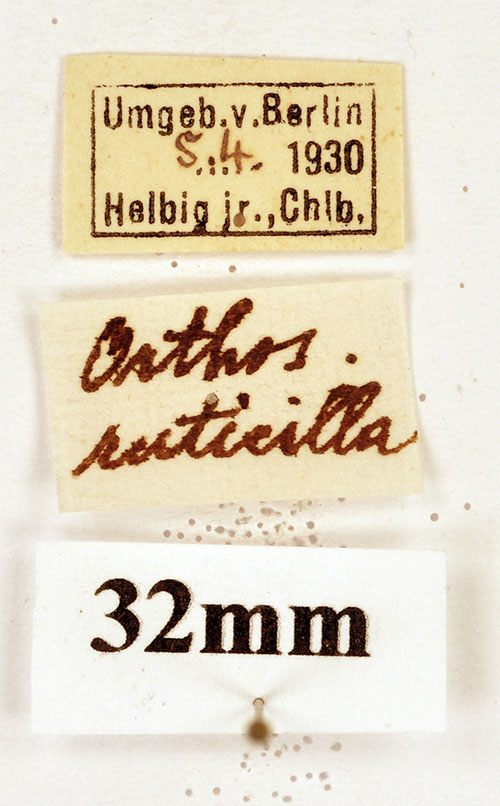 Umgeb.v.Berlin
5.4. 1930
Helbig jr.,Chlb.
Orthos.
ruticilla
32mm